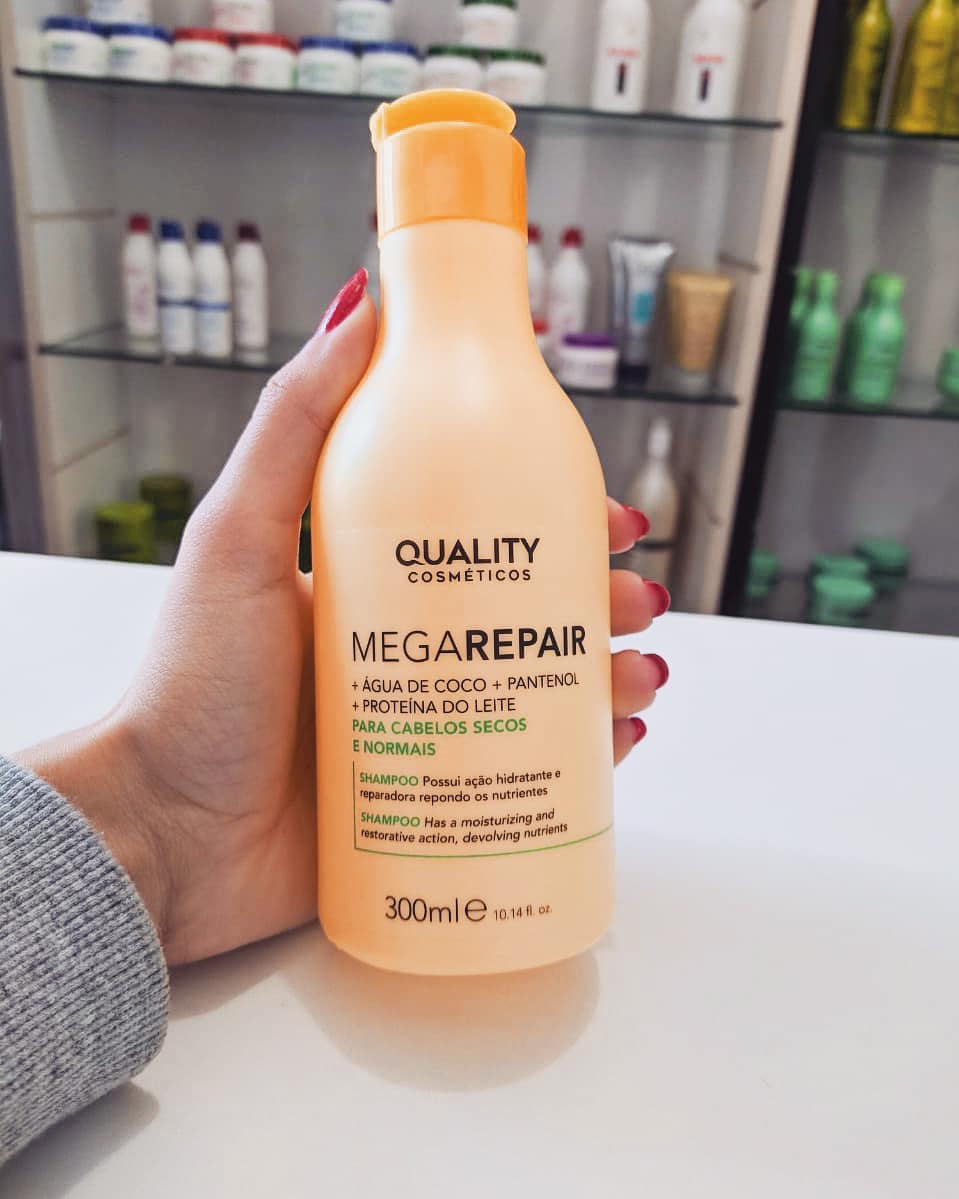 QUALITY
COSMÉTICOS
MEGAREPAIR
+ ÁGUA DE COCO + PANTENOL
+ PROTEÍNA DO LEITE
PARA CABELOS SECOS
E NORMAIS
SHAMPOO Possui ação hidratante e
reparadora repondo os nutrientes
SHAMPOO Has a moisturizing and
restorative action, devolving nutrients
300ml e 10.14 fl. oz.